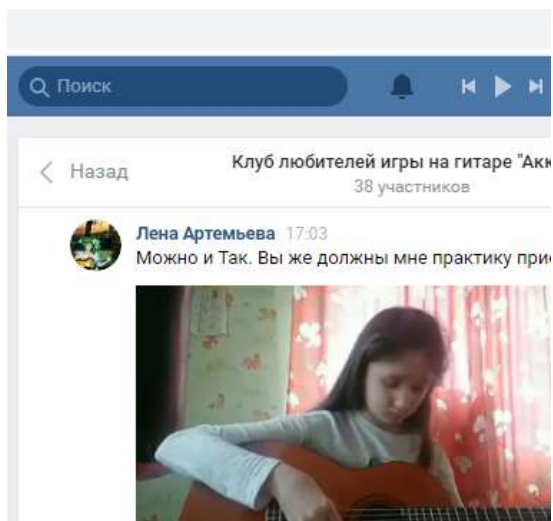 Поиск
Назад
Клуб любителей игры на гитаре "Акк
38 участников
Лена Артемьева 17:03
Можно и Так. Вы же должны мне практику при